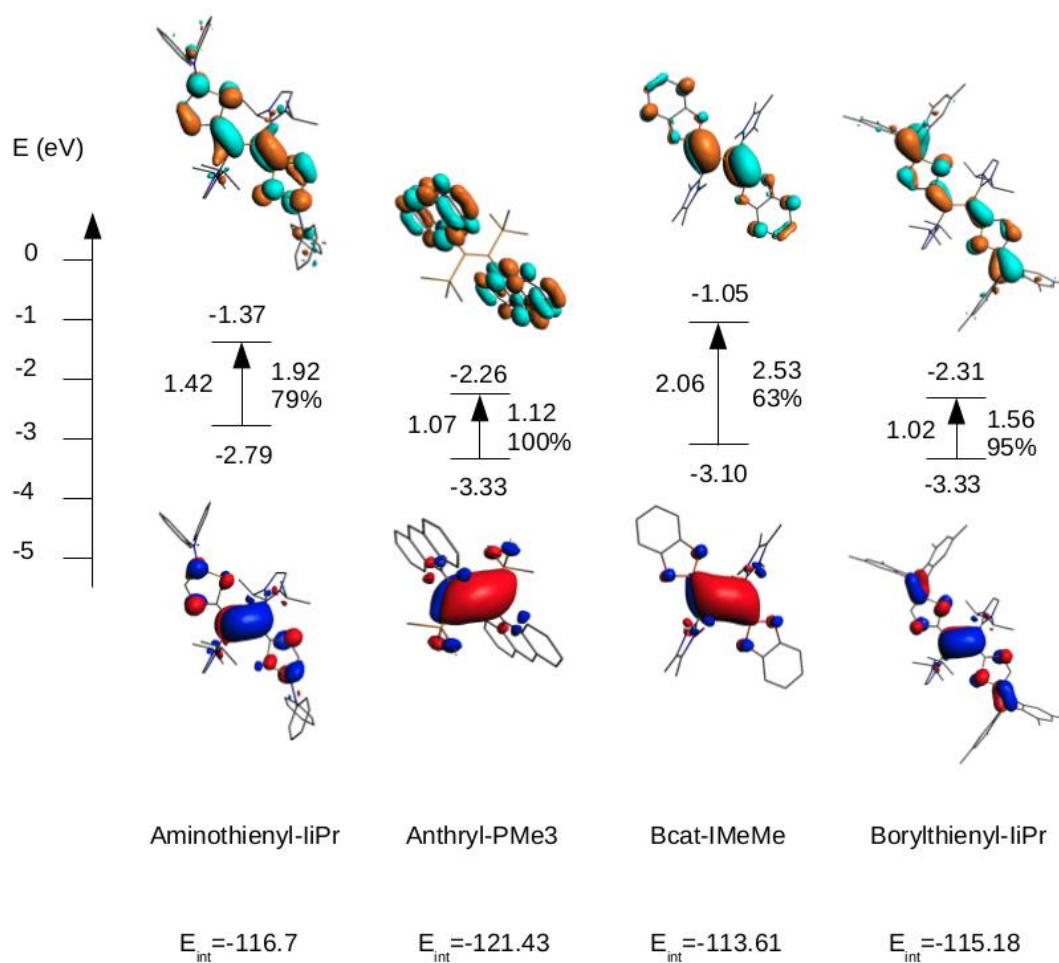 E (eV)
0
-1
-2
-3
-4
-5
-1.37
1.42
1.92
79%
-2.79
-2.26
1.07
1.12
100%
-3.33
-1.05
2.06
2.53
63%
-3.10
-2.31
1.02
1.56
95%
-3.33
Aminothienyl-IiPr
Anthryl-PMe3
Bcat-IMeMe
Borylthienyl-IiPr
Eint=-116.7
Eint=-121.43
Eint=-113.61
Eint=-115.18